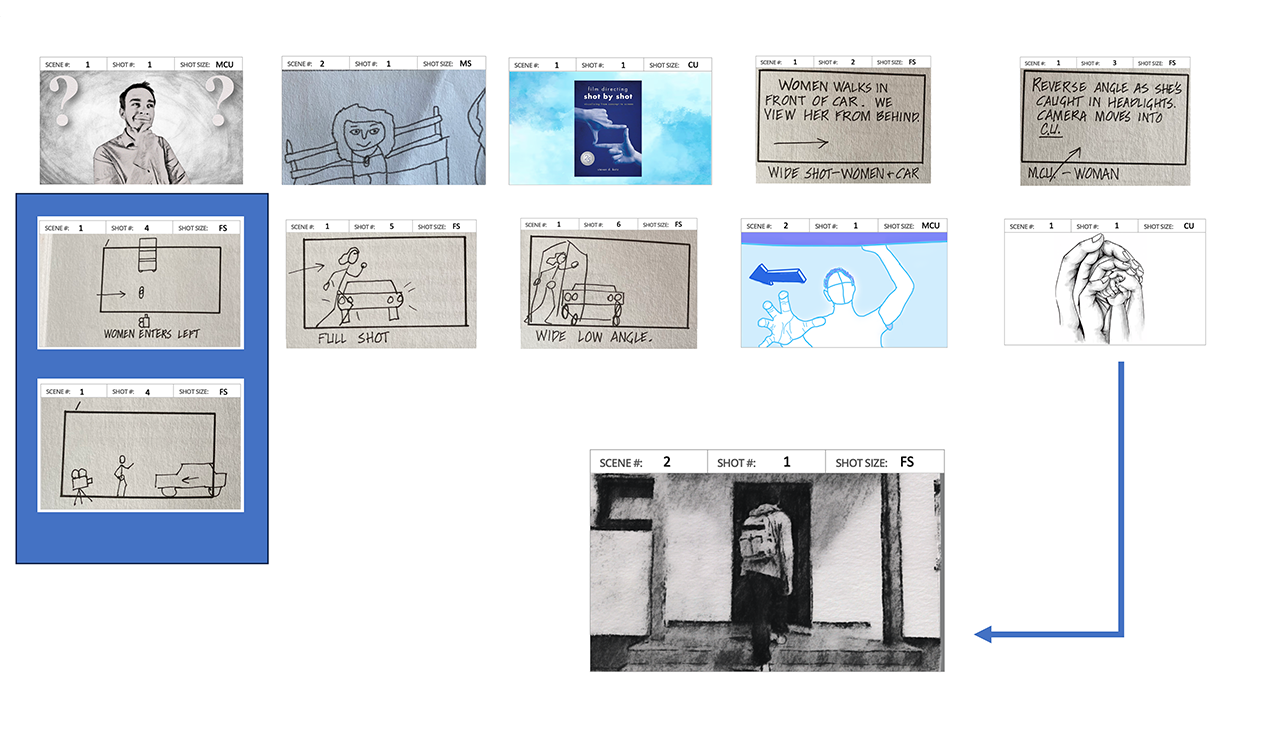 SCENE #: 1 SHOT #: 1 SHOT SIZE: MCU
? ?
SCENE #: 2 SHOT #: 1 SHOT SIZE: MS
SCENE #: 1 SHOT #: 1 SHOT SIZE: CU
film directing
shot by shot
SCENE #: 1 SHOT #: 2 SHOT SIZE: FS
WOMEN WALKS IN
FRONT OF CAR. WE
VIEW HER FROM BEHIND.
WIDE SHOT-WOMEN + CAR
SCENE #: 1 SHOT #: 3 SHOT SIZE: FS
REVERSE ANGLE AS SHE'S
CAUGHT IN HEADLIGHTS.
CAMERA MOVES INTO
C.U.
M.C.U. - WOMAN
SCENE #: 1 SHOT #: 4 SHOT SIZE: FS
WOMEN ENTERS LEFT
SCENE #: 1 SHOT #: 5 SHOT SIZE: FS
FULL SHOT
SCENE #: 1 SHOT #: 6 SHOT SIZE: FS
WIDE LOW ANGLE.
SCENE #: 2 SHOT #: 1 SHOT SIZE: MCU
SCENE #: 1 SHOT #: 1 SHOT SIZE: CU
SCENE #: 1 SHOT #: 4 SHOT SIZE: FS
SCENE #: 2 SHOT #: 1 SHOT SIZE: FS